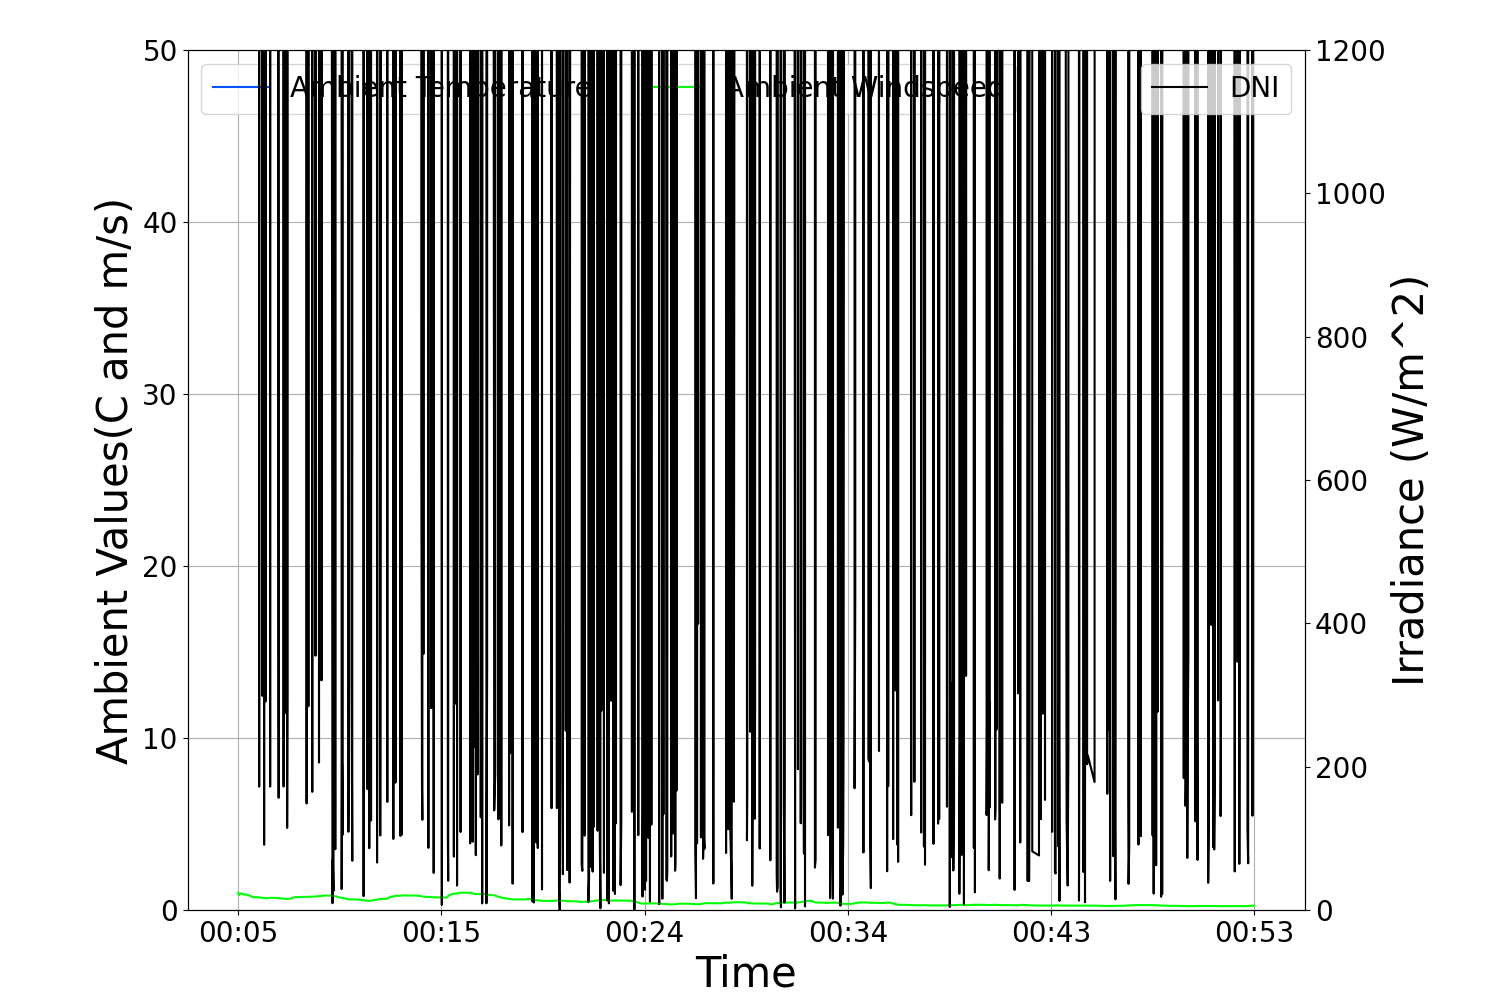 Ambient Temperature
Ambient Windspeed
DNI
50
40
30
20
10
0
Ambient Values(C and m/s)
1200
1000
800
600
400
200
0
Irradiance (W/m^2)
00:05 00:15 00:24 00:34 00:43 00:53
Time